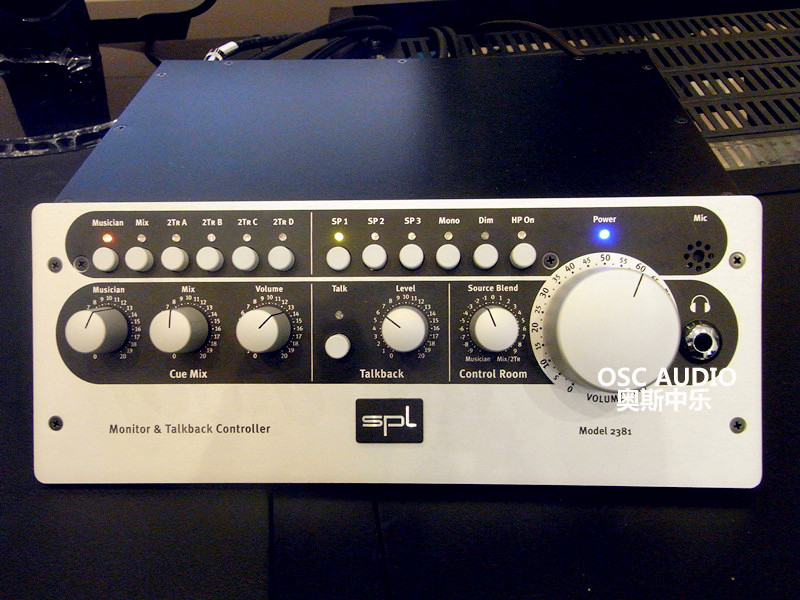 Musician Mix 2TR A 2TR B 2TR C 2TR D SP 1 SP 2 SP 3 Mono Dim HP On Power Mic
Musician Mix Volume Talk Level Source Blend
Musician Mix/2TR
Cue Mix Talkback Control Room
VOLUME
OSC AUDIO
奥斯中乐
spl
Monitor & Talkback Controller
Model 2381